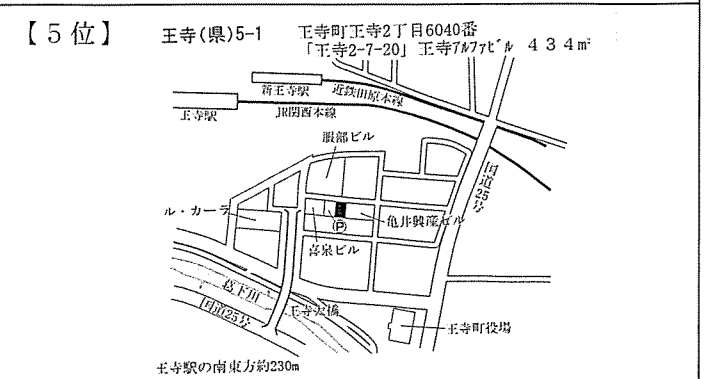 【５位】 王寺(県)5-1 王寺町王寺2丁目6040番
「王寺2-7-20」 王寺ｱﾙﾌｧﾋﾞﾙ ４３４㎡
新王寺駅
近鉄田原本線
王寺駅
JR関西本線
服部ビル
国道25号
ル・カーラ
Ⓟ
亀井興産ビル
喜泉ビル
葛下川
国道25号
王寺大橋
王寺町役場
王寺駅の南東方約230m